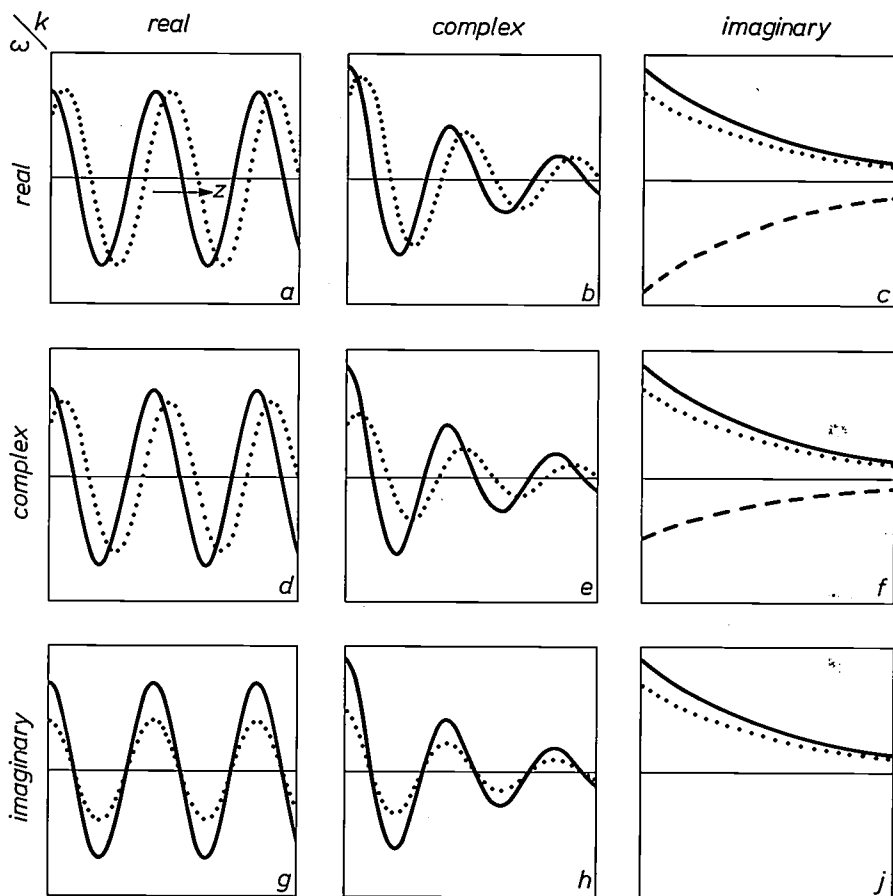 k
ω
real
complex
imaginary
real
z
a
b
c
complex
d
e
f
imaginary
g
h
j